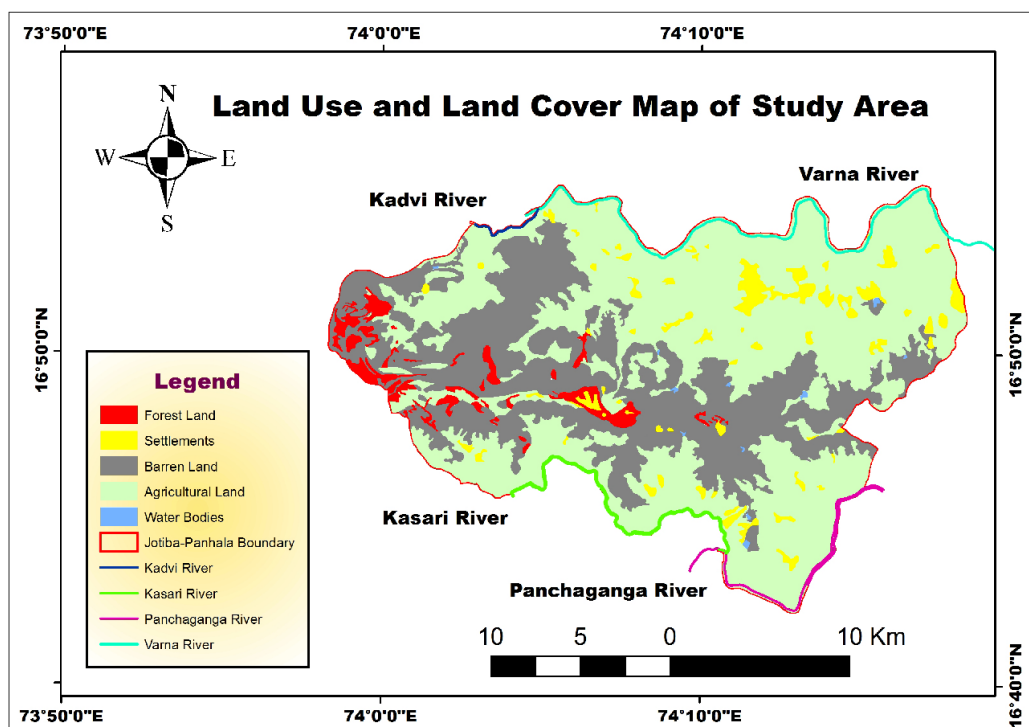 73°50'0"E
74°0'0"E
74°10'0"E
Land Use and Land Cover Map of Study Area
N
W
E
S
Kadvi River
Varna River
16°50'0"N
16°50'0"N
Legend
Forest Land
Settlements
Barren Land
Agricultural Land
Water Bodies
Jotiba-Panhala Boundary
Kadvi River
Kasari River
Panchaganga River
Varna River
Kasari River
Panchaganga River
10 5 0 10 Km
16°40'0"N
73°50'0"E
74°0'0"E
74°10'0"E